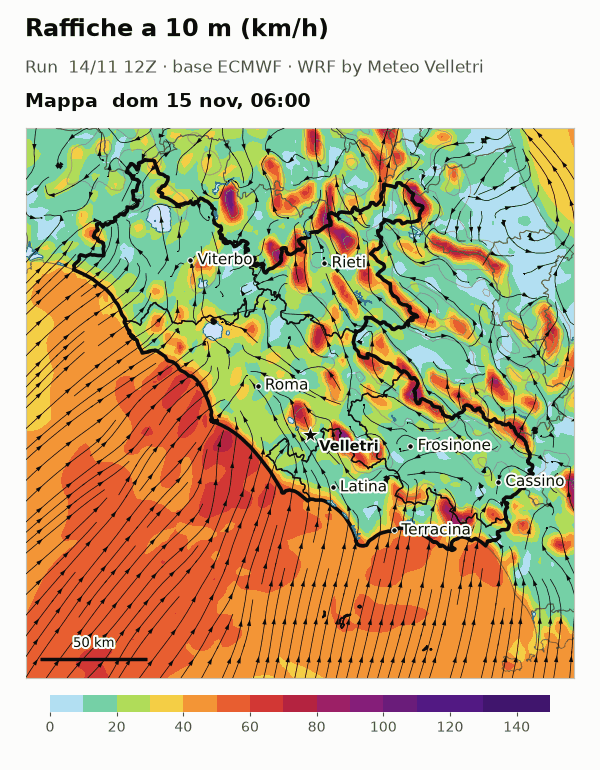 Raffiche a 10 m (km/h)
Run  14/11 12Z · base ECMWF · WRF by Meteo Velletri
Mappa  dom 15 nov, 06:00
Viterbo
Rieti
Roma
Velletri
Frosinone
Latina
Cassino
Terracina
50 km
0 20 40 60 80 100 120 140